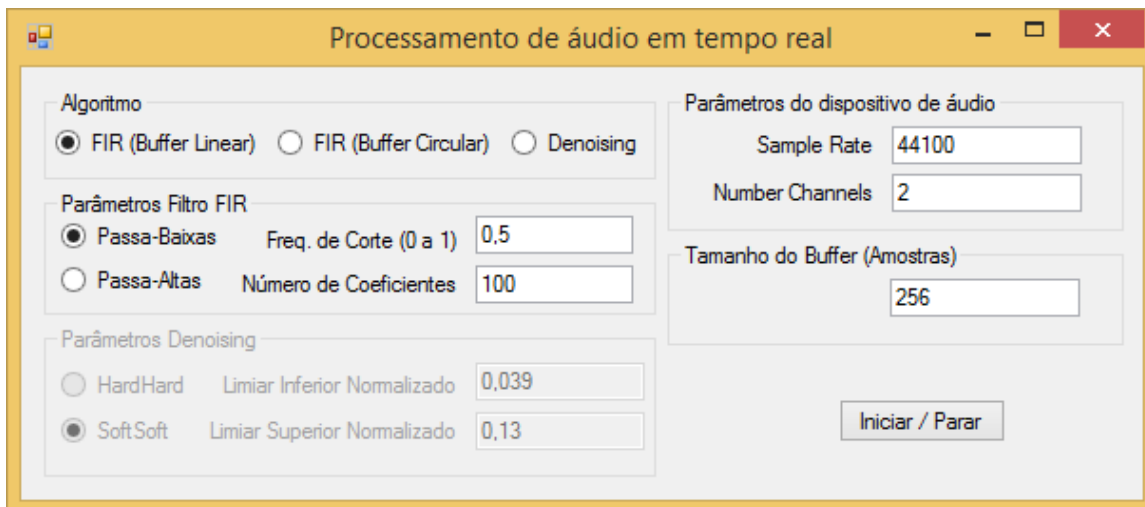 Processamento de áudio em tempo real
Algoritmo
FIR (Buffer Linear) FIR (Buffer Circular) Denoising
Parâmetros Filtro FIR
Passa-Baixas Freq. de Corte (0 a 1) 0,5
Passa-Altas Número de Coeficientes 100
Parâmetros Denoising
HardHard Limiar Inferior Normalizado 0,039
SoftSoft Limiar Superior Normalizado 0,13
Parâmetros do dispositivo de áudio
Sample Rate 44100
Number Channels 2
Tamanho do Buffer (Amostras)
256
Iniciar / Parar